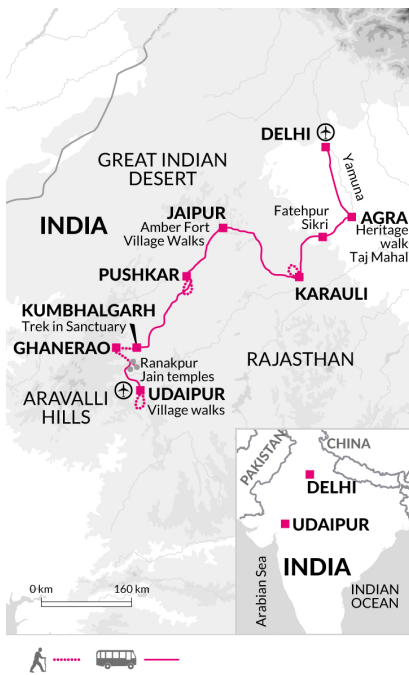 DELHI
Yamuna
GREAT INDIAN
DESERT
INDIA
JAIPUR
Amber Fort
Village Walks
Fatehpur
Sikri
AGRA
Heritage
walk
Taj Mahal
PUSHKAR
KARAULI
KUMBHALGARH
Trek in Sanctuary
GHANERAO
Ranakpur
Jain temples
RAJASTHAN
ARAVALLI
HILLS
UDAIPUR
Village walks
PAKISTAN
CHINA
DELHI
UDAIPUR
INDIA
Arabian Sea
INDIAN
OCEAN
0 km
160 km